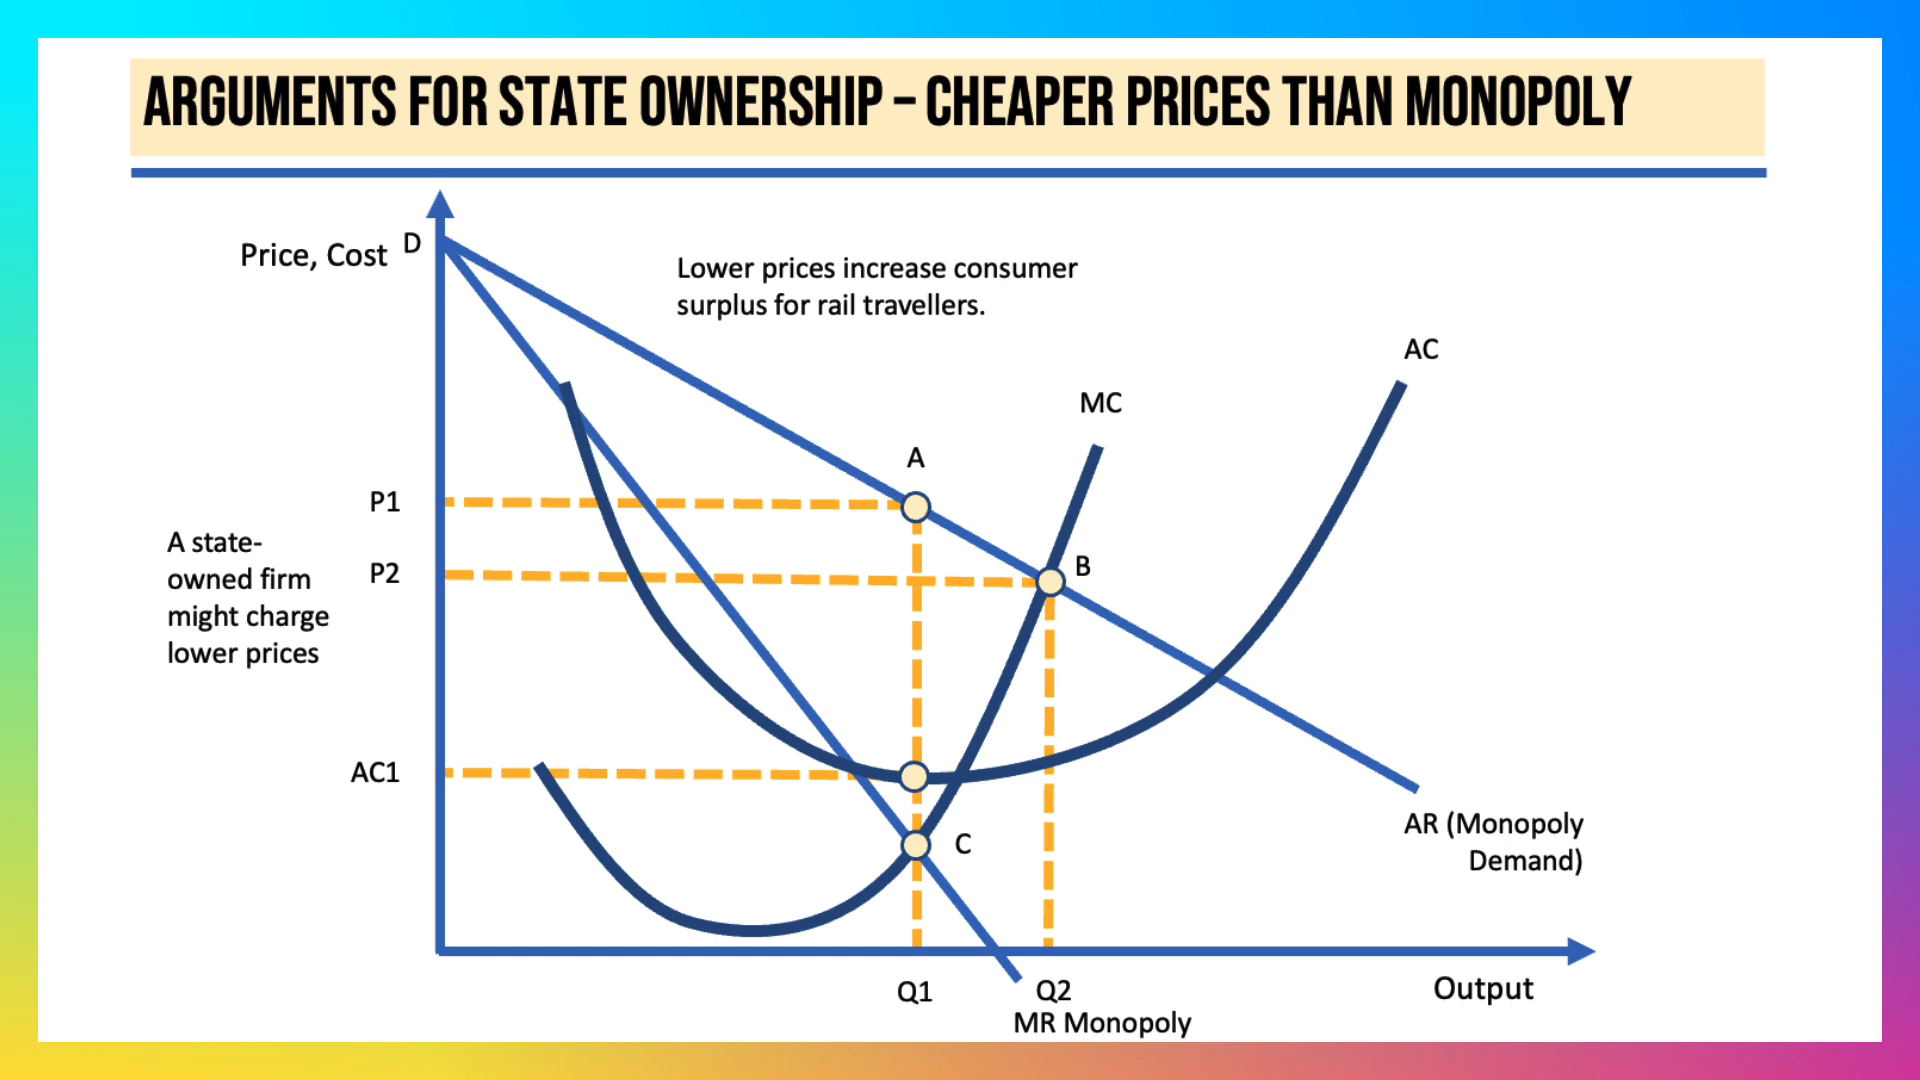 ARGUMENTS FOR STATE OWNERSHIP – CHEAPER PRICES THAN MONOPOLY
Price, Cost
D
Lower prices increase consumer
surplus for rail travellers.
AC
MC
A
P1
A state-
owned firm
might charge
lower prices
P2
B
AC1
AR (Monopoly
Demand)
C
Q1
Q2
Output
MR Monopoly